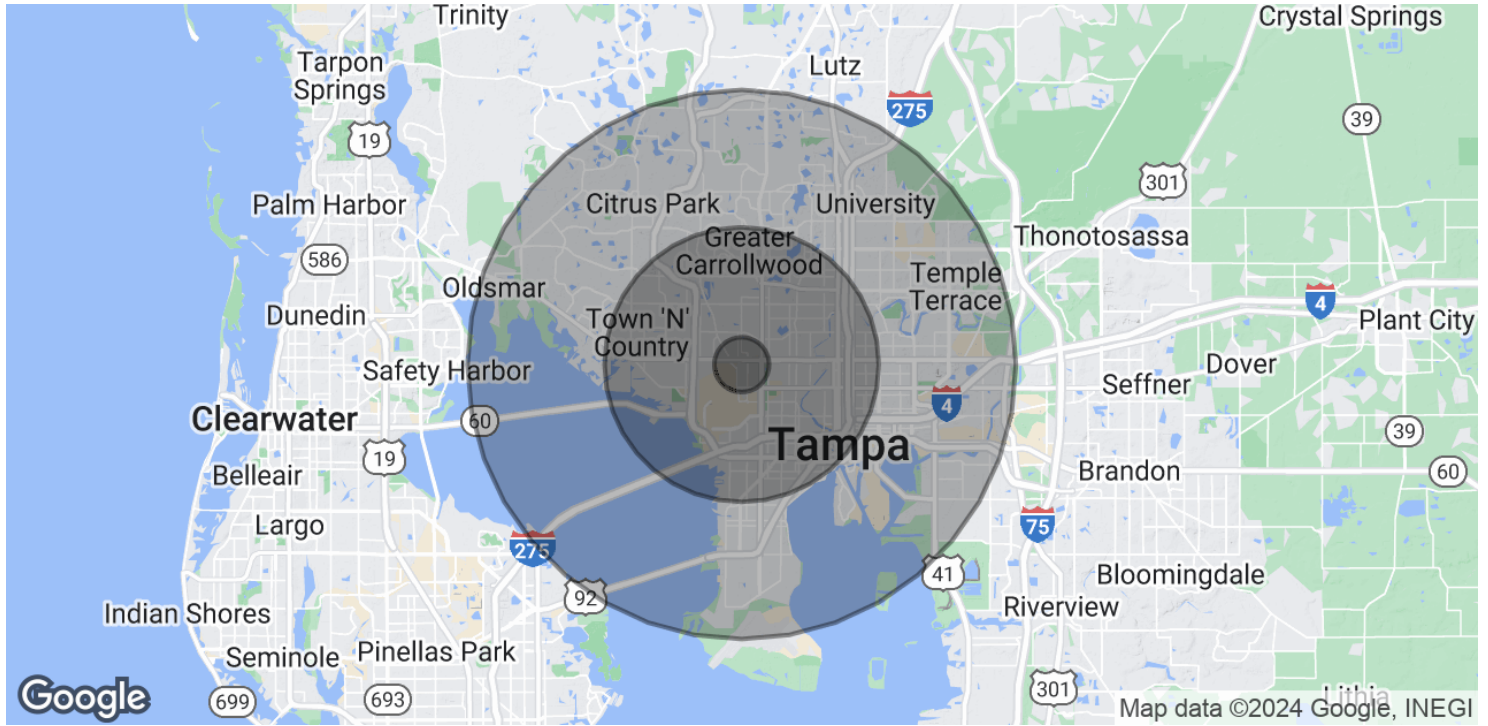 Trinity
Crystal Springs
Tarpon
Springs
Lutz
275
39
19
301
Palm Harbor
Citrus Park
University
Greater
Carrollwood
Thonotosassa
586
Temple
Terrace
Oldsmar
4
Dunedin
Town 'N'
Country
Plant City
Safety Harbor
Dover
Seffner
Clearwater
60
4
Tampa
39
19
Belleair
Brandon
60
Largo
75
275
41
Bloomingdale
92
Indian Shores
Riverview
Seminole
Pinellas Park
301
Google
699
693
Lithia
Map data ©2024 Google, INEGI